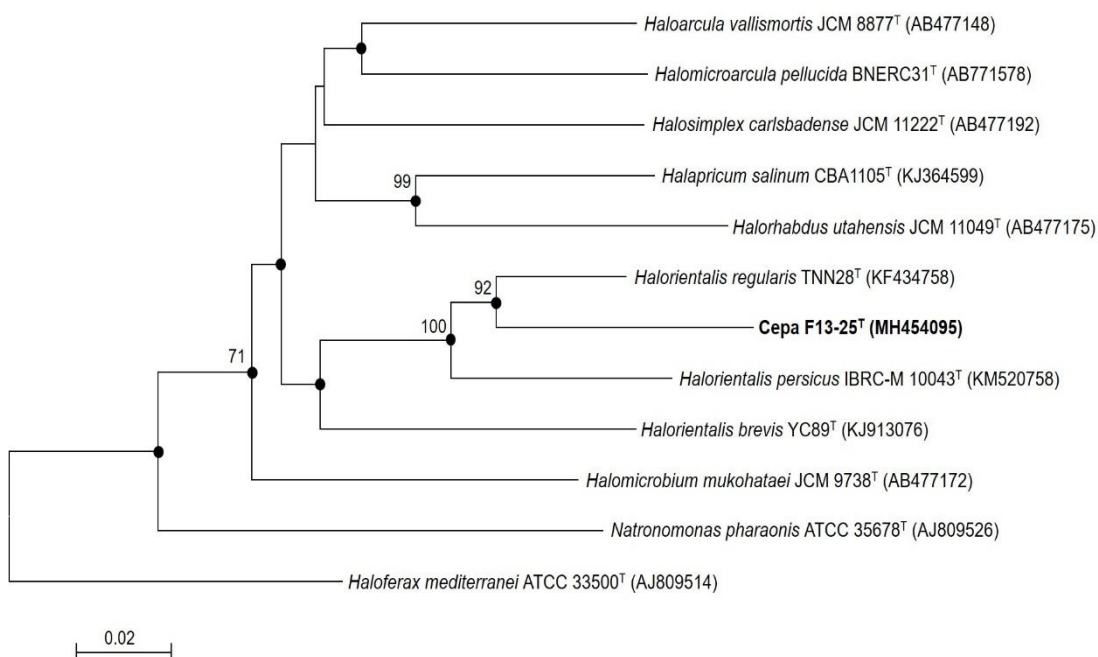 Haloarcula vallismortis JCM 8877ᵀ (AB477148)
Halomicroarcula pellucida BNERC31ᵀ (AB771578)
Halosimplex carlsbadense JCM 11222ᵀ (AB477192)
99
Halapricum salinum CBA1105ᵀ (KJ364599)
Halorhabdus utahensis JCM 11049ᵀ (AB477175)
Halorientalis regularis TNN28ᵀ (KF434758)
92
Cepa F13-25ᵀ (MH454095)
100
71
Halorientalis persicus IBRC-M 10043ᵀ (KM520758)
Halorientalis brevis YC89ᵀ (KJ913076)
Halomicrobium mukohataei JCM 9738ᵀ (AB477172)
Natronomonas pharaonis ATCC 35678ᵀ (AJ809526)
Haloferax mediterranei ATCC 33500ᵀ (AJ809514)
0.02